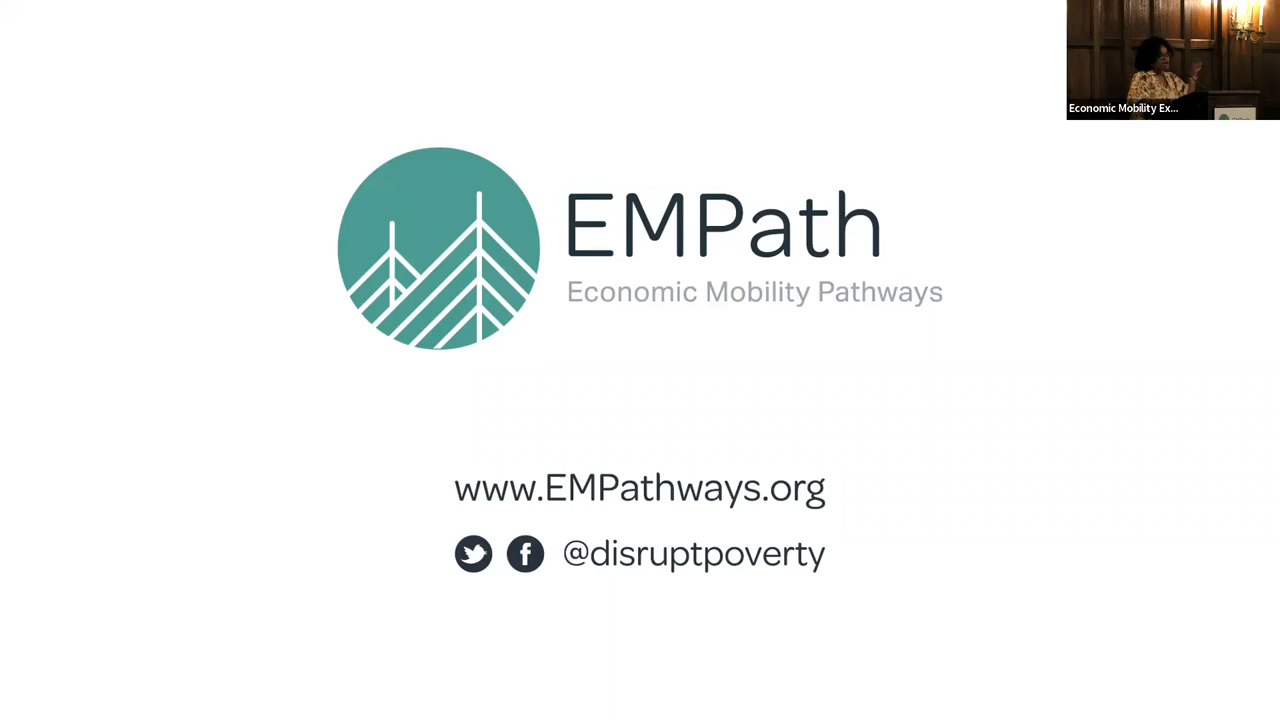 Economic Mobility Ex...
EMPath
Economic Mobility Pathways
www.EMPathways.org
@disruptpoverty